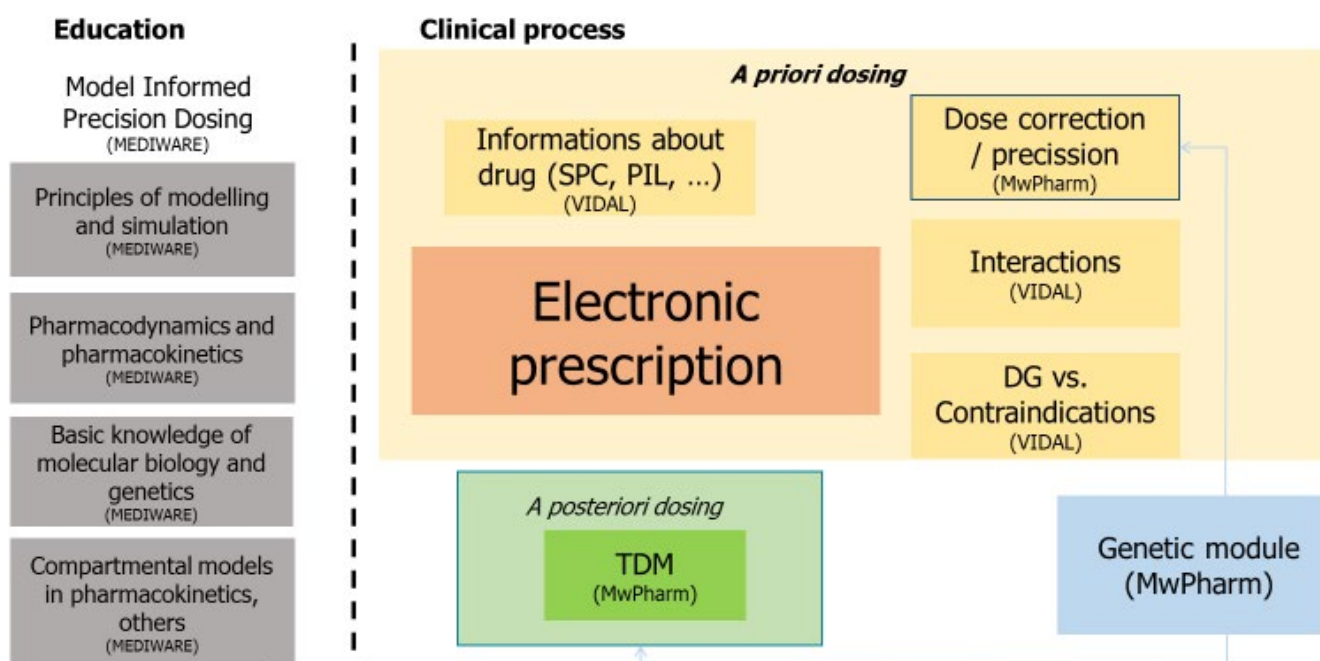 Education
Model Informed
Precision Dosing
(MEDIWARE)
Principles of modelling
and simulation
(MEDIWARE)
Pharmacodynamics and
pharmacokinetics
(MEDIWARE)
Basic knowledge of
molecular biology and
genetics
(MEDIWARE)
Compartmental models
in pharmacokinetics,
others
(MEDIWARE)
Clinical process
A priori dosing
Informations about
drug (SPC, PIL, ...)
(VIDAL)
Dose correction
/ precission
(MwPharm)
Electronic
prescription
Interactions
(VIDAL)
DG vs.
Contraindications
(VIDAL)
A posteriori dosing
TDM
(MwPharm)
Genetic module
(MwPharm)